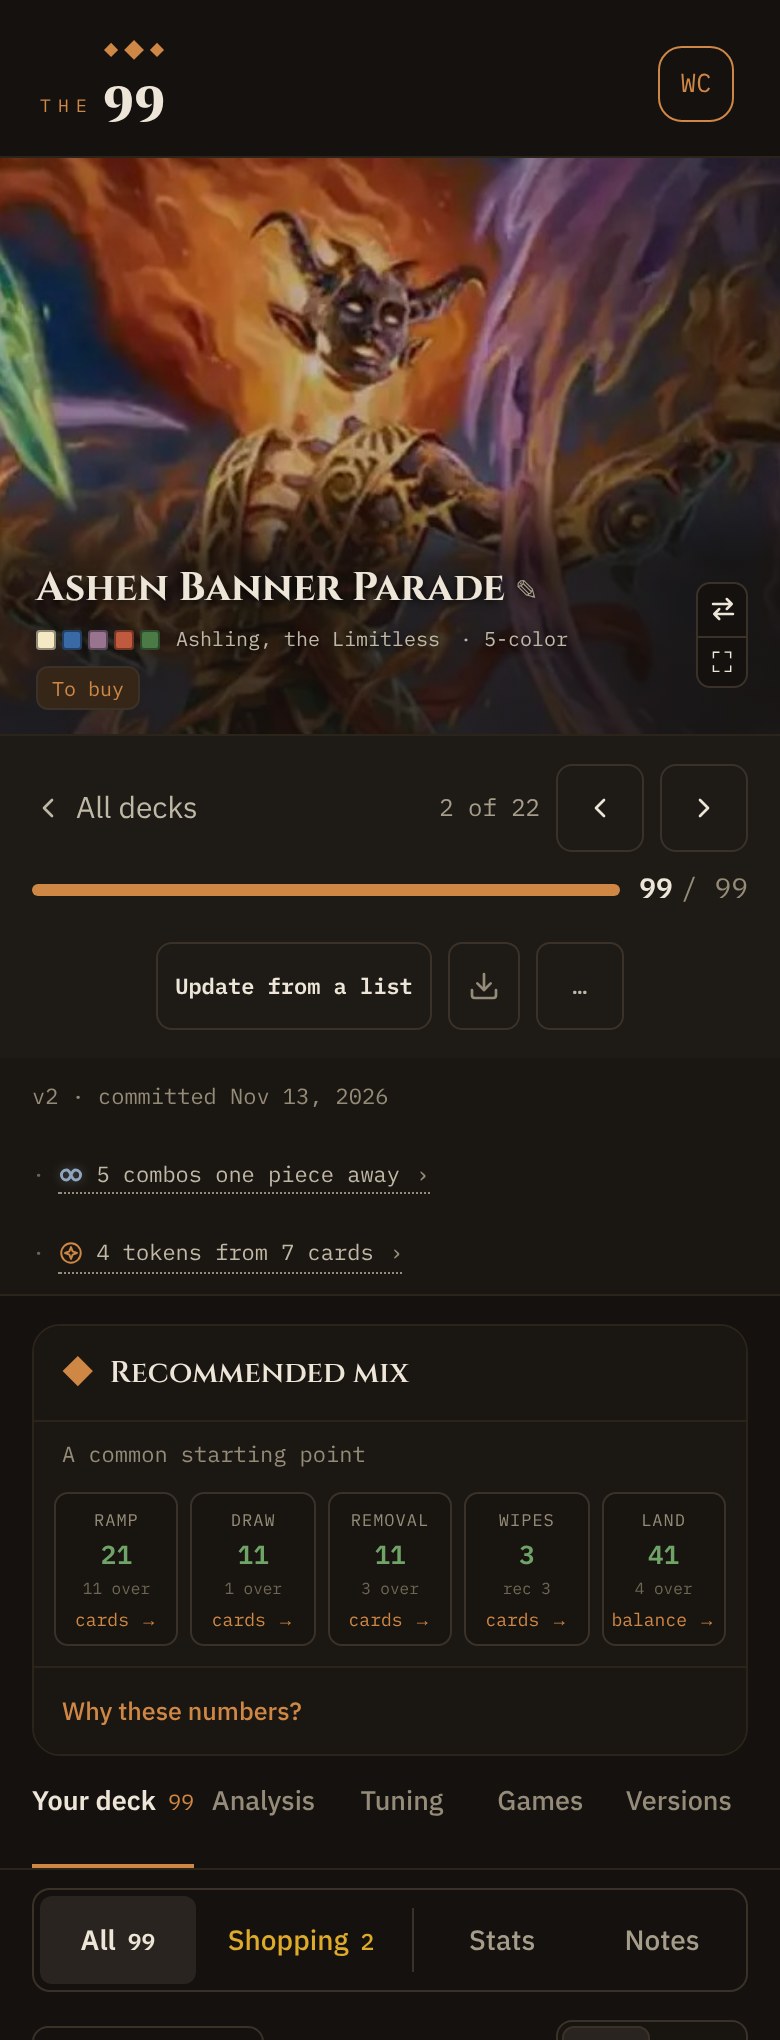 THE 99
WC
Ashen Banner Parade
Ashling, the Limitless · 5-color
To buy
All decks
2 of 22
99 / 99
Update from a list
…
v2 · committed Nov 13, 2026
· 5 combos one piece away ›
· 4 tokens from 7 cards ›
Recommended mix
A common starting point
RAMP DRAW REMOVAL WIPES LAND
21 11 11 3 41
11 over 1 over 3 over rec 3 4 over
cards → cards → cards → cards → balance →
Why these numbers?
Your deck 99 Analysis Tuning Games Versions
All 99 Shopping 2 Stats Notes